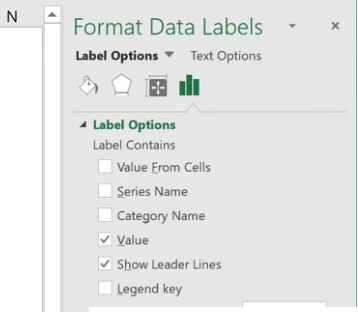 N
Format Data Labels
Label Options Text Options
Label Options
Label Contains
Value From Cells
Series Name
Category Name
Value
Show Leader Lines
Legend key